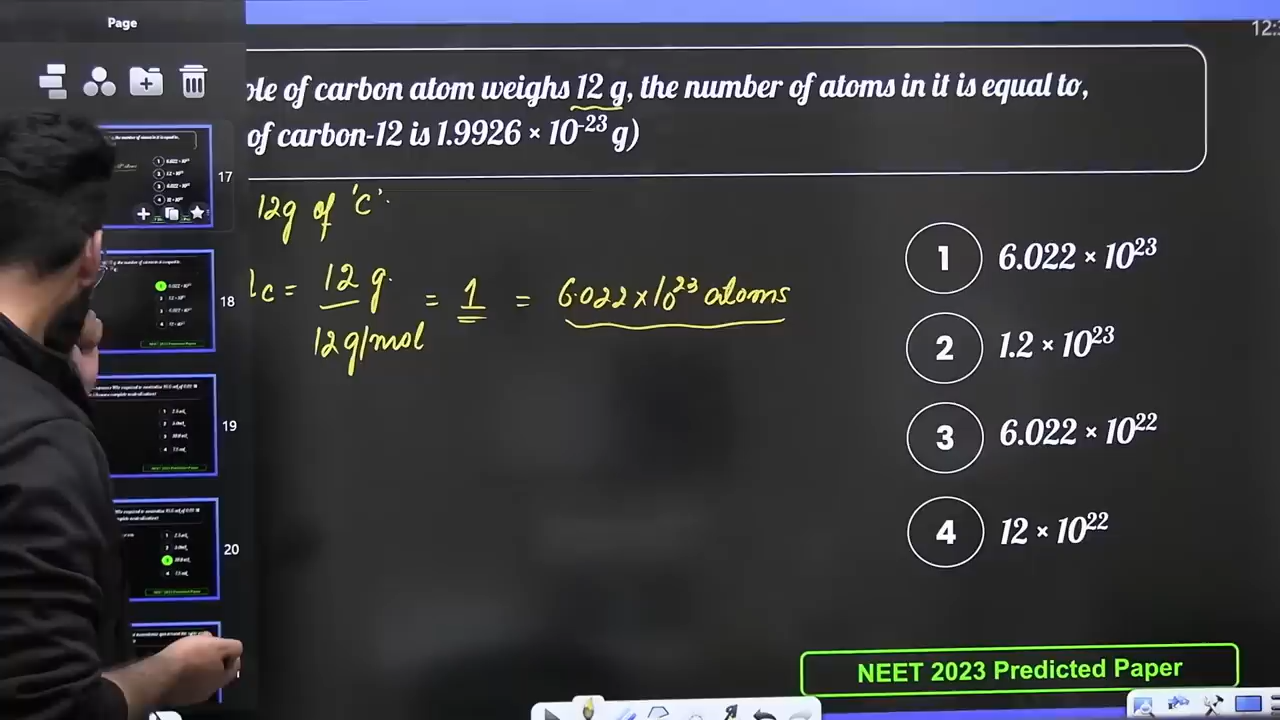 Page
12:3
ole of carbon atom weighs 12 g, the number of atoms in it is equal to,
of carbon-12 is 1.9926 × 10⁻²³ g)
12g of 'C'.
c = 12 g. / 12 g/mol = 1 = 6.022 × 10²³ atoms
1 6.022 × 10²³
2 1.2 × 10²³
3 6.022 × 10²²
4 12 × 10²²
17
18
19
20
NEET 2023 Predicted Paper